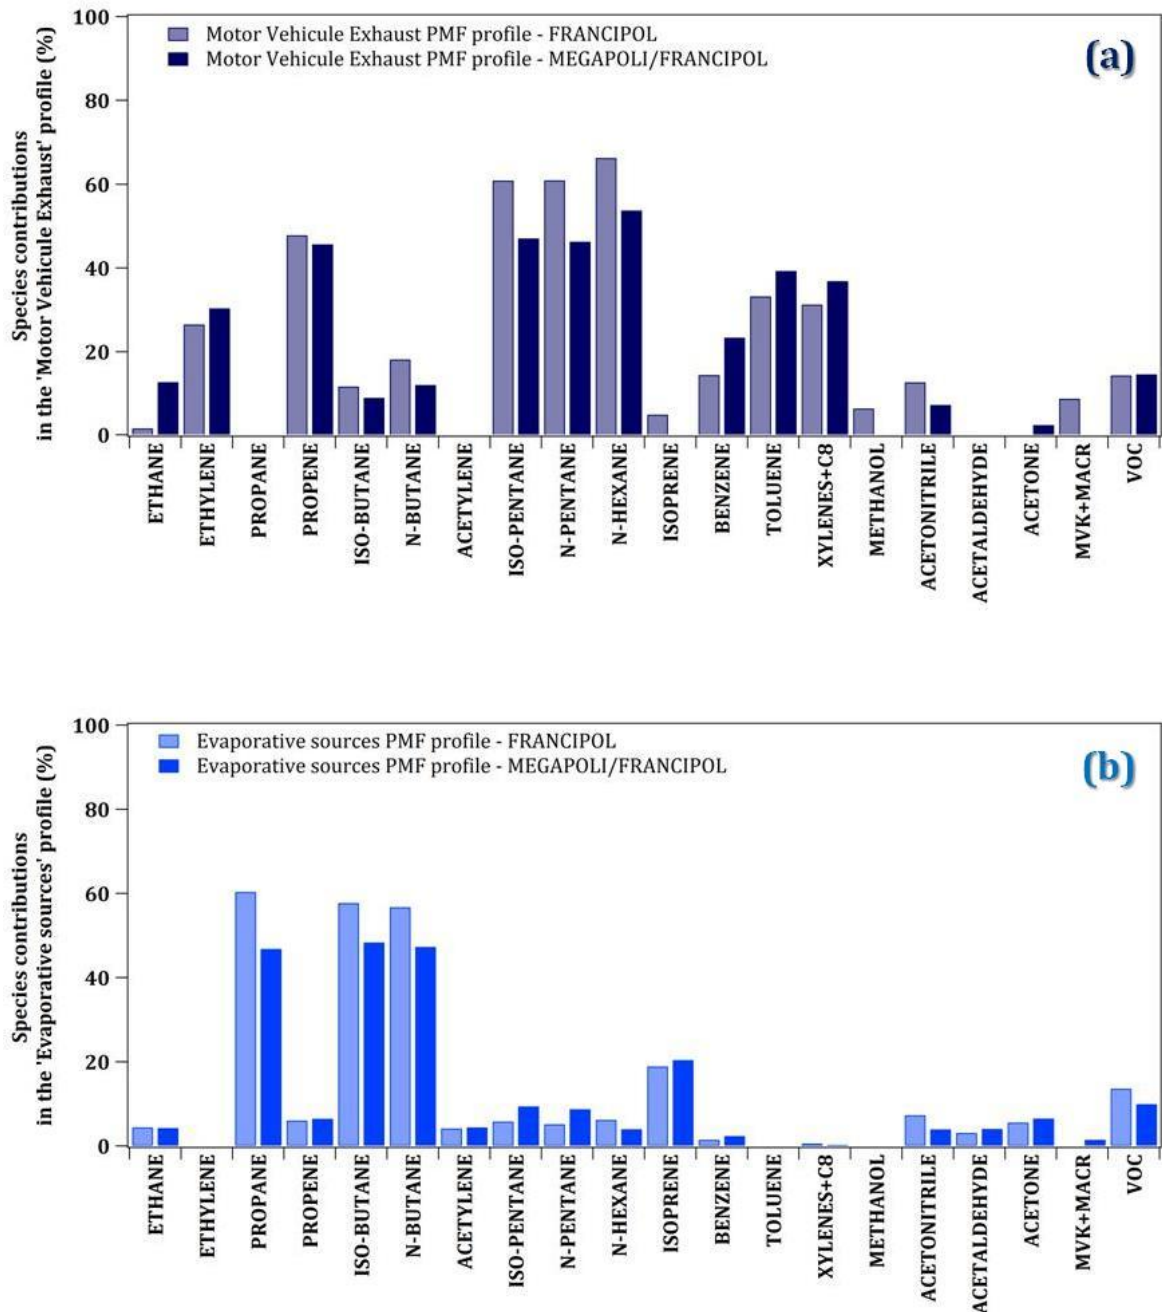 100
80
60
40
20
0
Species contributions
in the 'Motor Vehicule Exhaust' profile (%)
Motor Vehicule Exhaust PMF profile - FRANCIPOL
Motor Vehicule Exhaust PMF profile - MEGAPOLI/FRANCIPOL
(a)
ETHANE
ETHYLENE
PROPANE
PROPENE
ISO-BUTANE
N-BUTANE
ACETYLENE
ISO-PENTANE
N-PENTANE
N-HEXANE
ISOPRENE
BENZENE
TOLUENE
XYLENES+C8
METHANOL
ACETONITRILE
ACETALDEHYDE
ACETONE
MVK+MACR
VOC
100
80
60
40
20
0
Species contributions
in the 'Evaporative sources' profile (%)
Evaporative sources PMF profile - FRANCIPOL
Evaporative sources PMF profile - MEGAPOLI/FRANCIPOL
(b)
ETHANE
ETHYLENE
PROPANE
PROPENE
ISO-BUTANE
N-BUTANE
ACETYLENE
ISO-PENTANE
N-PENTANE
N-HEXANE
ISOPRENE
BENZENE
TOLUENE
XYLENES+C8
METHANOL
ACETONITRILE
ACETALDEHYDE
ACETONE
MVK+MACR
VOC